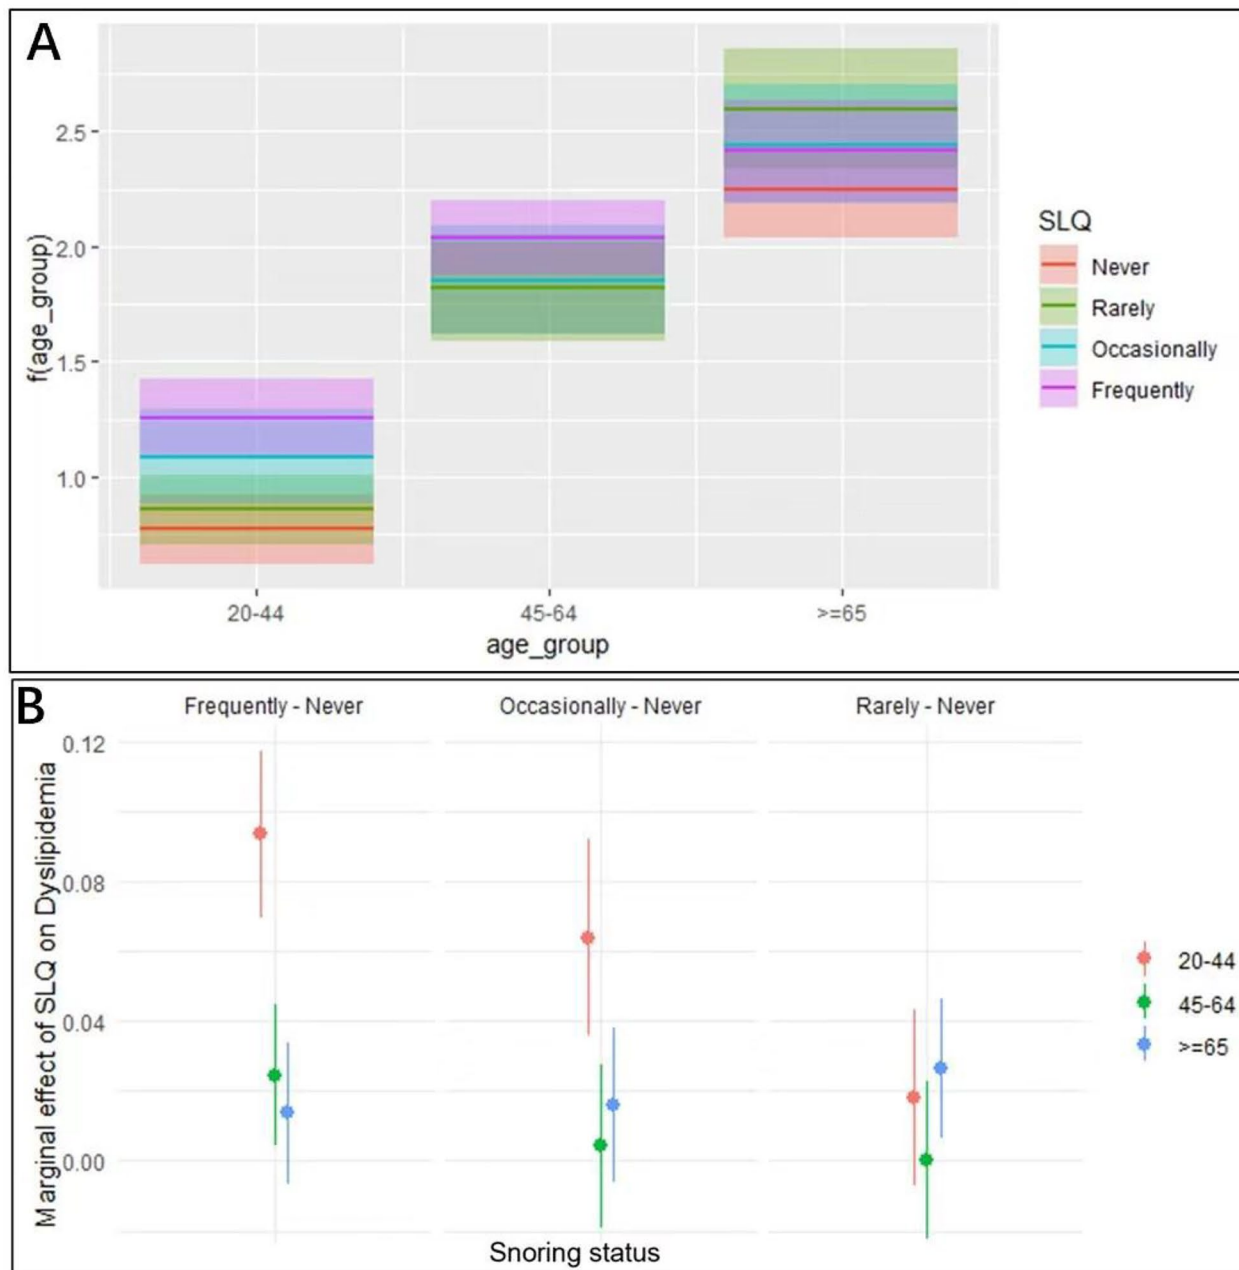 A
2.5
2.0
1.5
1.0
f(age_group)
20-44
45-64
>=65
age_group
SLQ
Never
Rarely
Occasionally
Frequently
B
Frequently - Never
Occasionally - Never
Rarely - Never
0.12
0.08
0.04
0.00
Marginal effect of SLQ on Dyslipidemia
Snoring status
20-44
45-64
>=65